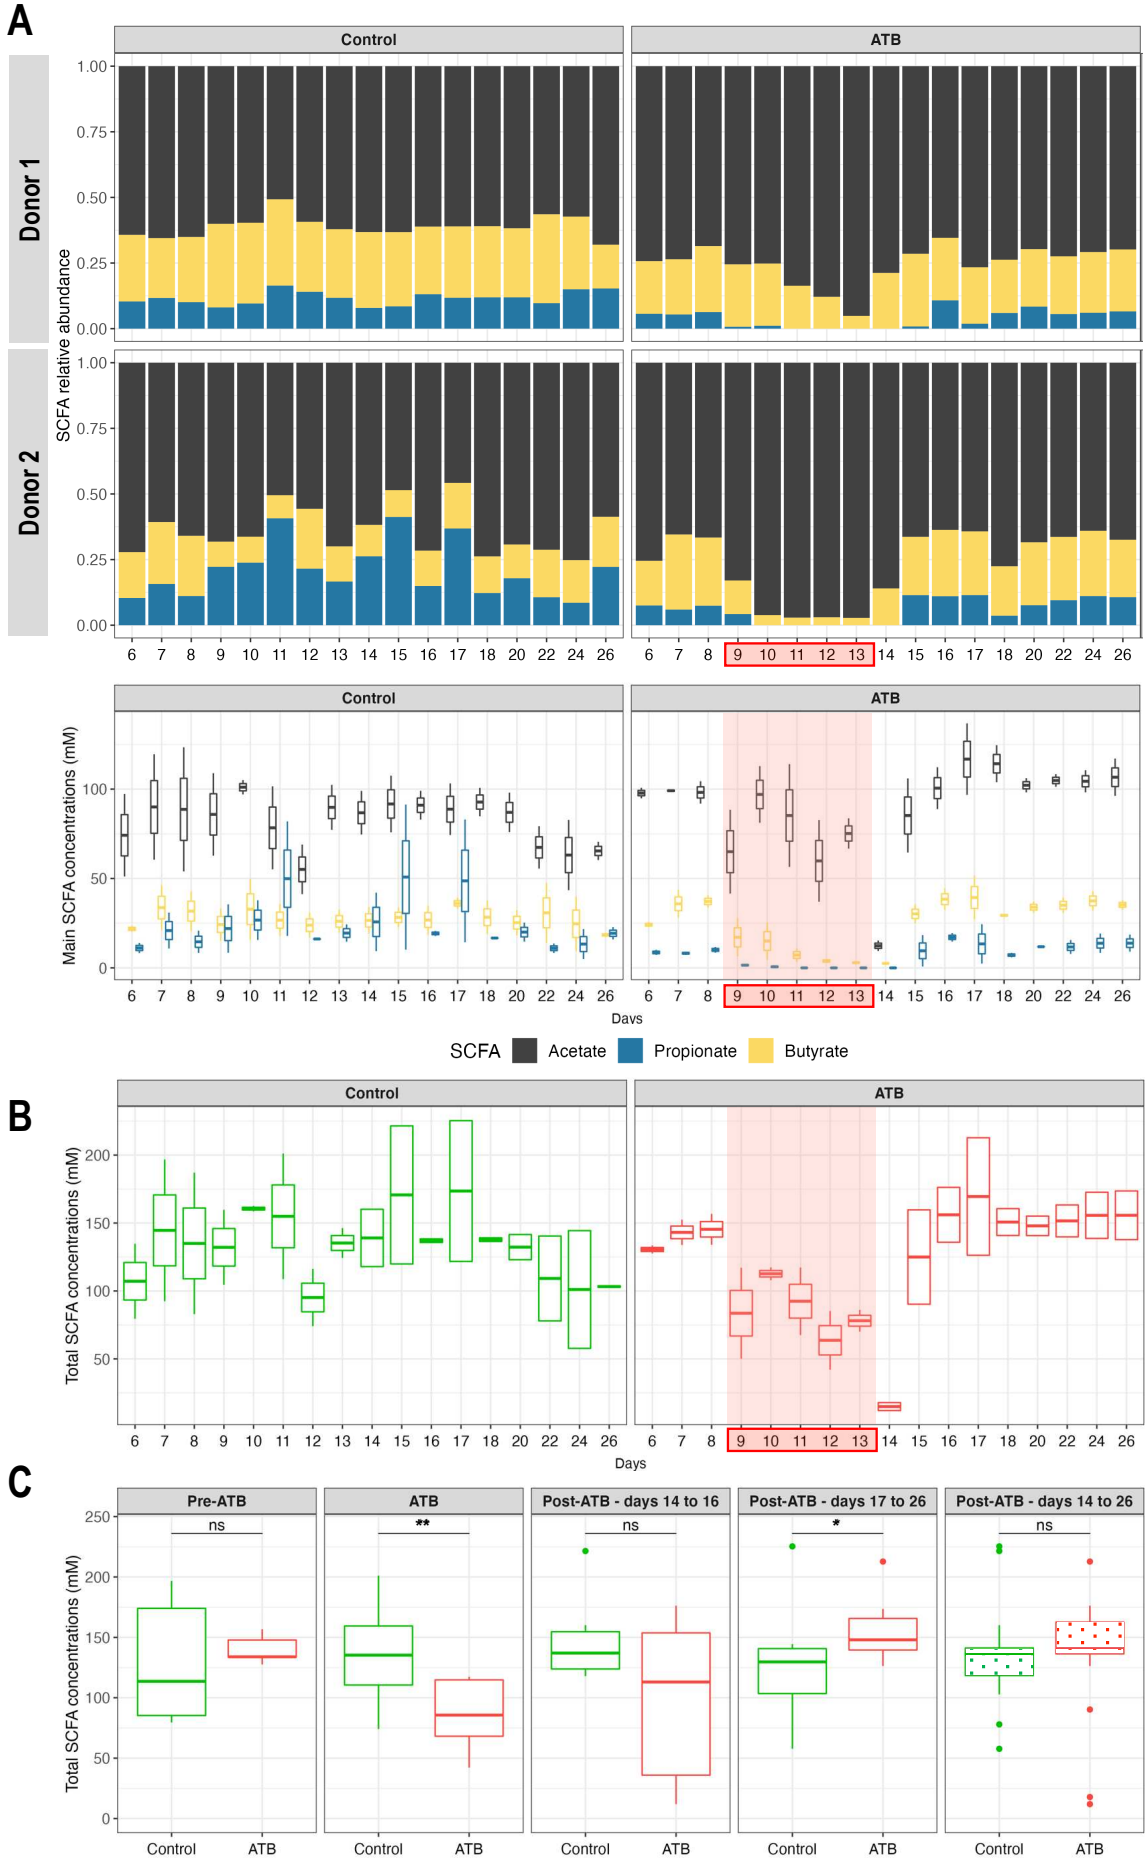 A
Control
ATB
Donor 1
SCFA relative abundance
1.00
0.75
0.50
0.25
0.00
Donor 2
1.00
0.75
0.50
0.25
0.00
6 7 8 9 10 11 12 13 14 15 16 17 18 20 22 24 26
6 7 8 9 10 11 12 13 14 15 16 17 18 20 22 24 26
Control
ATB
Main SCFA concentrations (mM)
100
50
0
6 7 8 9 10 11 12 13 14 15 16 17 18 20 22 24 26
6 7 8 9 10 11 12 13 14 15 16 17 18 20 22 24 26
Days
SCFA Acetate Propionate Butyrate
B
Control
ATB
Total SCFA concentrations (mM)
200
150
100
50
6 7 8 9 10 11 12 13 14 15 16 17 18 20 22 24 26
6 7 8 9 10 11 12 13 14 15 16 17 18 20 22 24 26
Days
C
Pre-ATB
ATB
Post-ATB - days 14 to 16
Post-ATB - days 17 to 26
Post-ATB - days 14 to 26
Total SCFA concentrations (mM)
250
200
150
100
50
0
ns
**
ns
*
ns
Control ATB
Control ATB
Control ATB
Control ATB
Control ATB